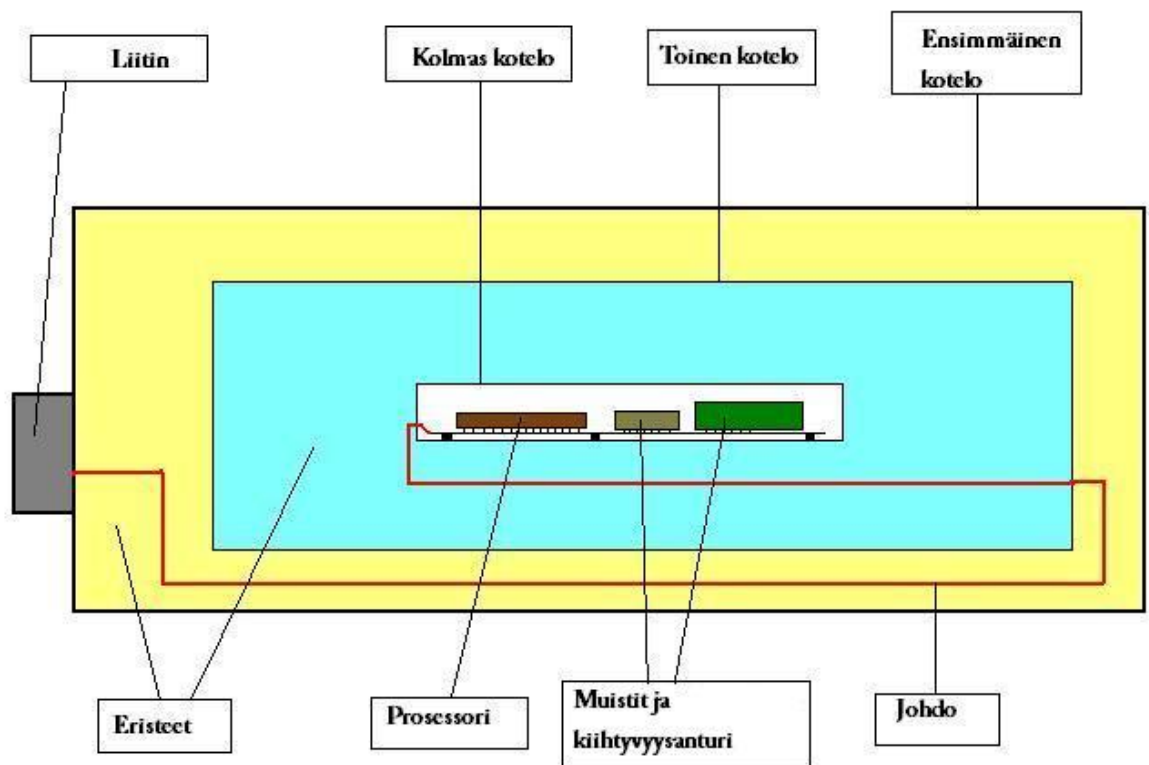 Liitin
Kolmas kotelo
Toinen kotelo
Ensimmäinen
kotelo
Eristeet
Prosessori
Muistit ja
kiihtyvyysanturi
Johdo